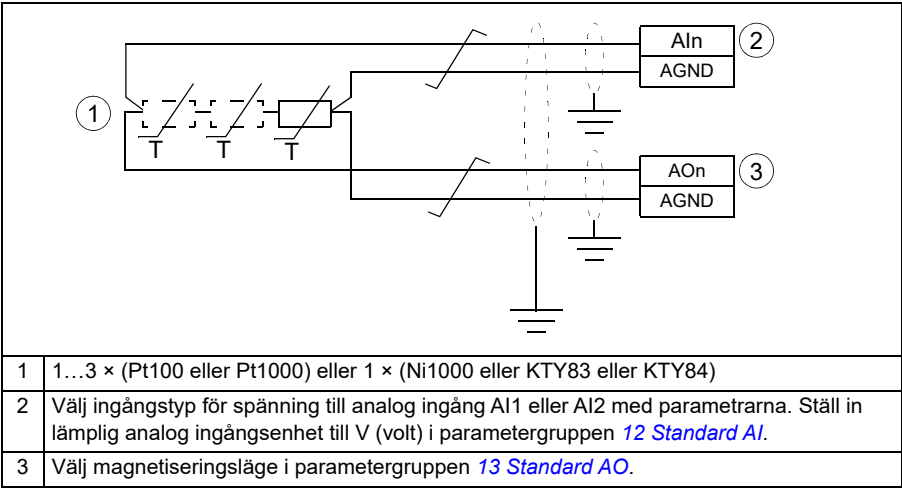 AIn
2
AGND
1
T
T
T
AOn
3
AGND
1 1…3 × (Pt100 eller Pt1000) eller 1 × (Ni1000 eller KTY83 eller KTY84)
2 Välj ingångstyp för spänning till analog ingång AI1 eller AI2 med parametrarna. Ställ in
lämplig analog ingångsenhet till V (volt) i parametergruppen 12 Standard AI.
3 Välj magnetiseringsläge i parametergruppen 13 Standard AO.